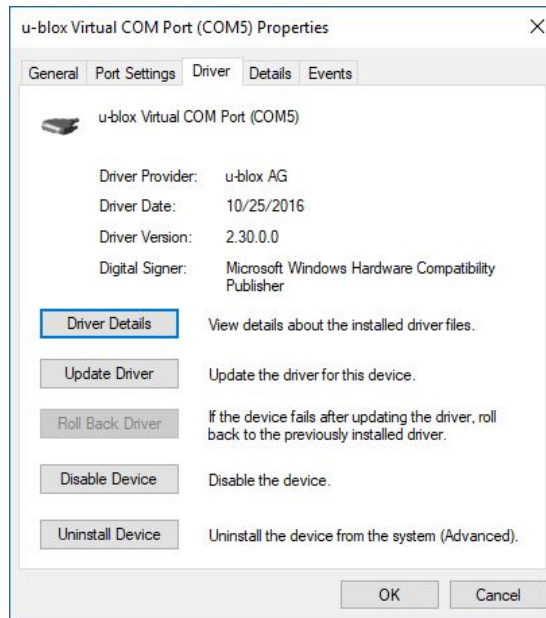 u-blox Virtual COM Port (COM5) Properties
General Port Settings Driver Details Events
u-blox Virtual COM Port (COM5)
Driver Provider: u-blox AG
Driver Date: 10/25/2016
Driver Version: 2.30.0.0
Digital Signer: Microsoft Windows Hardware Compatibility
Publisher
Driver Details View details about the installed driver files.
Update Driver Update the driver for this device.
Roll Back Driver If the device fails after updating the driver, roll
back to the previously installed driver.
Disable Device Disable the device.
Uninstall Device Uninstall the device from the system (Advanced).
OK Cancel